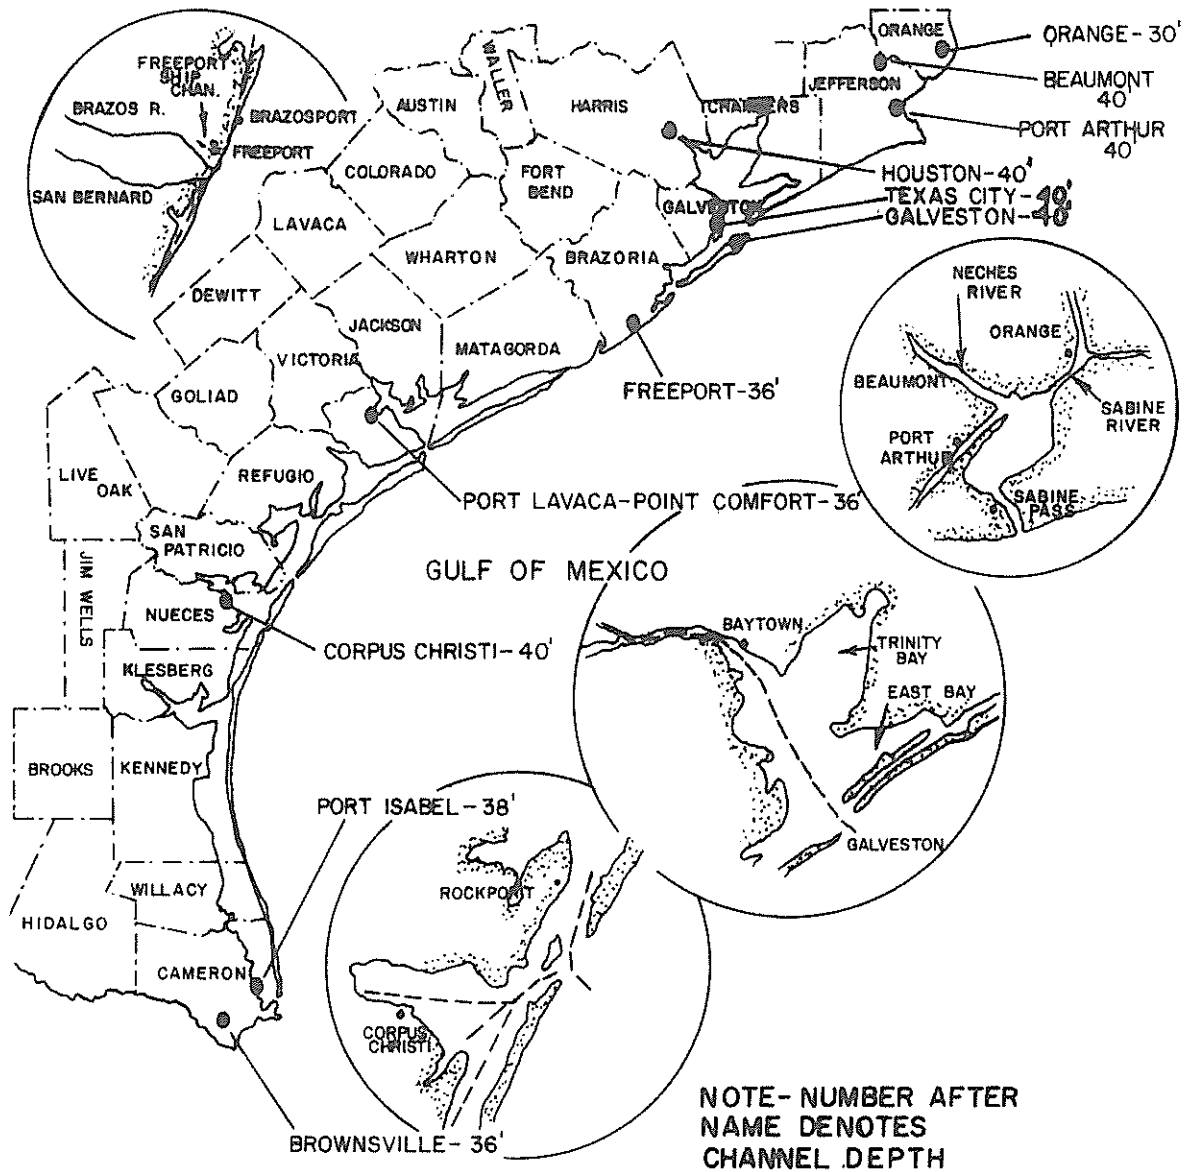 ORANGE
ORANGE-30'
WALLER
FREEPORT
SHIP
CHAN.
BEAUMONT
40'
JEFFERSON
AUSTIN
HARRIS
CHAMBERS
BRAZOS R.
BRAZOSPORT
PORT ARTHUR
40'
FREEPORT
COLORADO
FORT
BEND
HOUSTON-40'
SAN BERNARD
TEXAS CITY-40'
GALVESTON
GALVESTON-40'
LAVACA
WHARTON
BRAZORIA
NECHES
RIVER
DEWITT
JACKSON
ORANGE
VICTORIA
MATAGORDA
BEAUMONT
GOLIAD
FREEPORT-36'
SABINE
RIVER
PORT
ARTHUR
LIVE
OAK
REFUGIO
PORT LAVACA-POINT COMFORT-36'
SABINE
PASS
SAN
PATRICIO
JIM WELLS
GULF OF MEXICO
NUECES
BAYTOWN
CORPUS CHRISTI-40'
TRINITY
BAY
KLESBERG
EAST BAY
BROOKS
KENNEDY
PORT ISABEL-38'
GALVESTON
WILLACY
ROCKPORT
HIDALGO
CAMERON
CORPUS
CHRISTI
BROWNSVILLE-36'
NOTE-NUMBER AFTER
NAME DENOTES
CHANNEL DEPTH